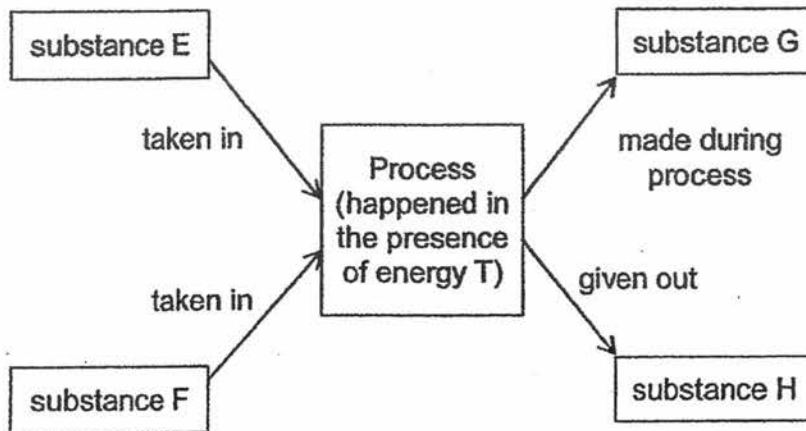 substance E
substance G
taken in
made during
process
Process
(happened in
the presence
of energy T)
taken in
given out
substance F
substance H